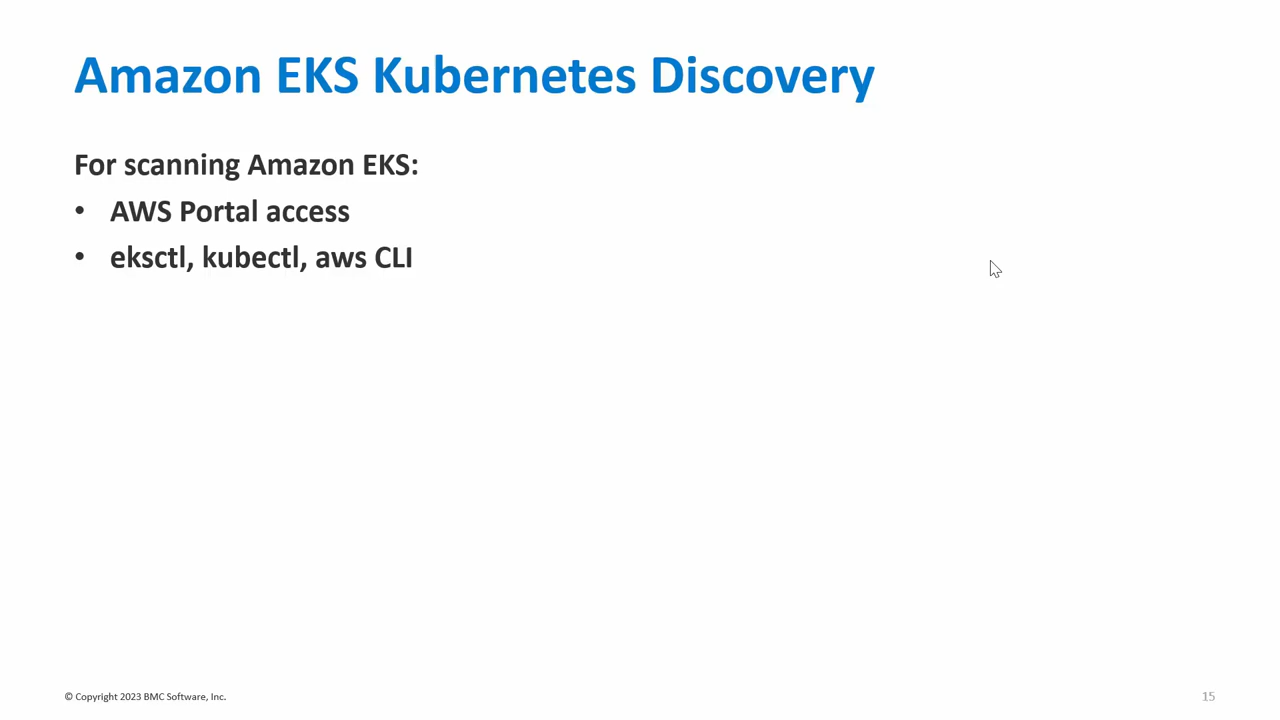 Amazon EKS Kubernetes Discovery
For scanning Amazon EKS:
• AWS Portal access
• eksctl, kubectl, aws CLI
© Copyright 2023 BMC Software, Inc.
15